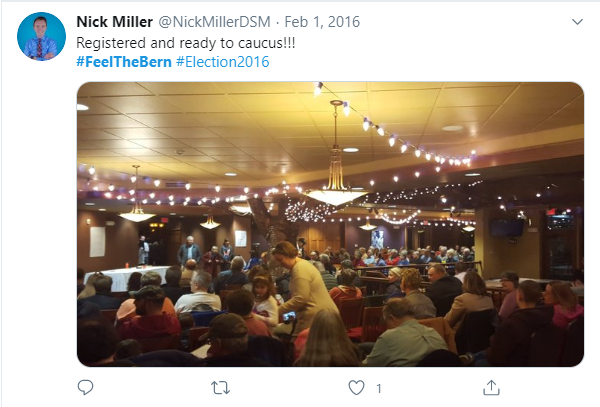 Nick Miller @NickMillerDSM · Feb 1, 2016
Registered and ready to caucus!!!
#FeelTheBern #Election2016
1